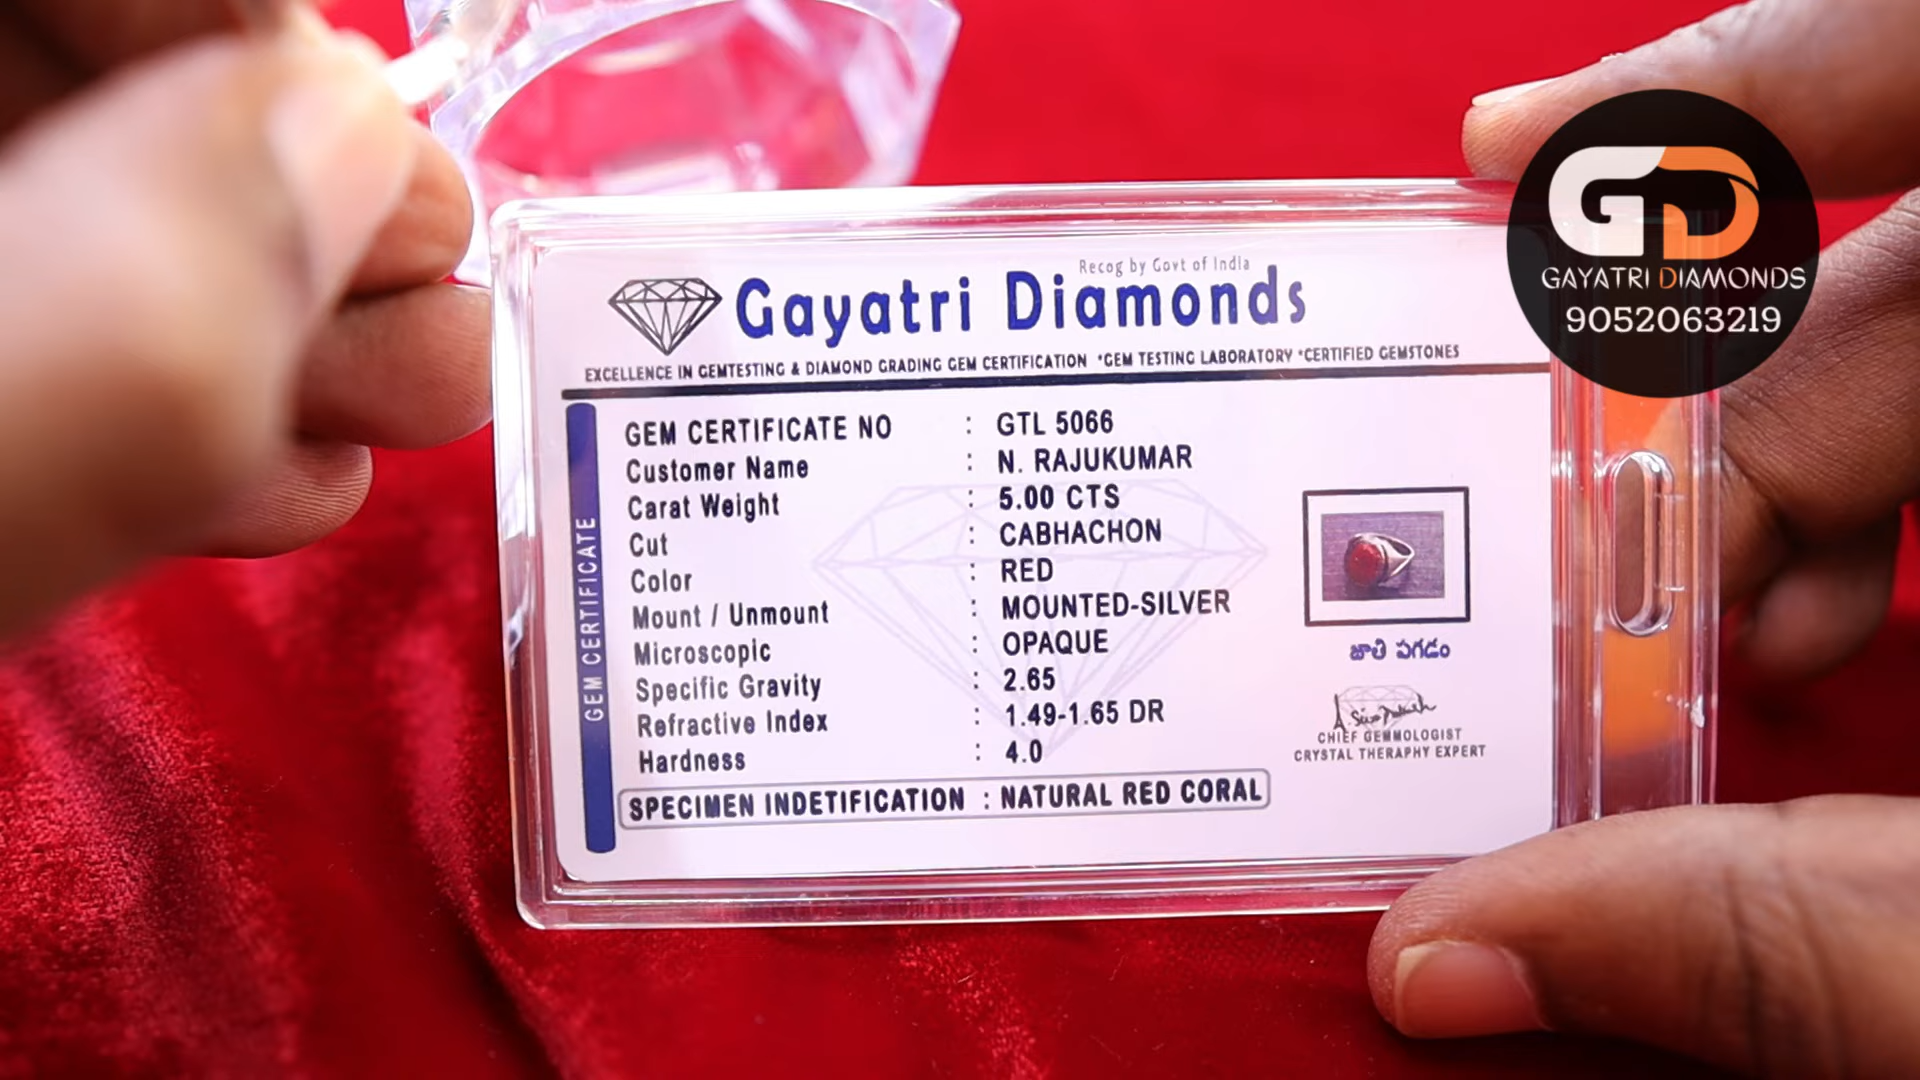 Recog by Govt of India
Gayatri Diamonds
EXCELLENCE IN GEMTESTING & DIAMOND GRADING GEM CERTIFICATION *GEM TESTING LABORATORY *CERTIFIED GEMSTONES
GEM CERTIFICATE
GEM CERTIFICATE NO : GTL 5066
Customer Name : N. RAJUKUMAR
Carat Weight : 5.00 CTS
Cut : CABHACHON
Color : RED
Mount / Unmount : MOUNTED-SILVER
Microscopic : OPAQUE
Specific Gravity : 2.65
Refractive Index : 1.49-1.65 DR
Hardness : 4.0
SPECIMEN INDETIFICATION : NATURAL RED CORAL
జాతి పగడం
CHIEF GEMMOLOGIST
CRYSTAL THERAPHY EXPERT
GD
GAYATRI DIAMONDS
9052063219